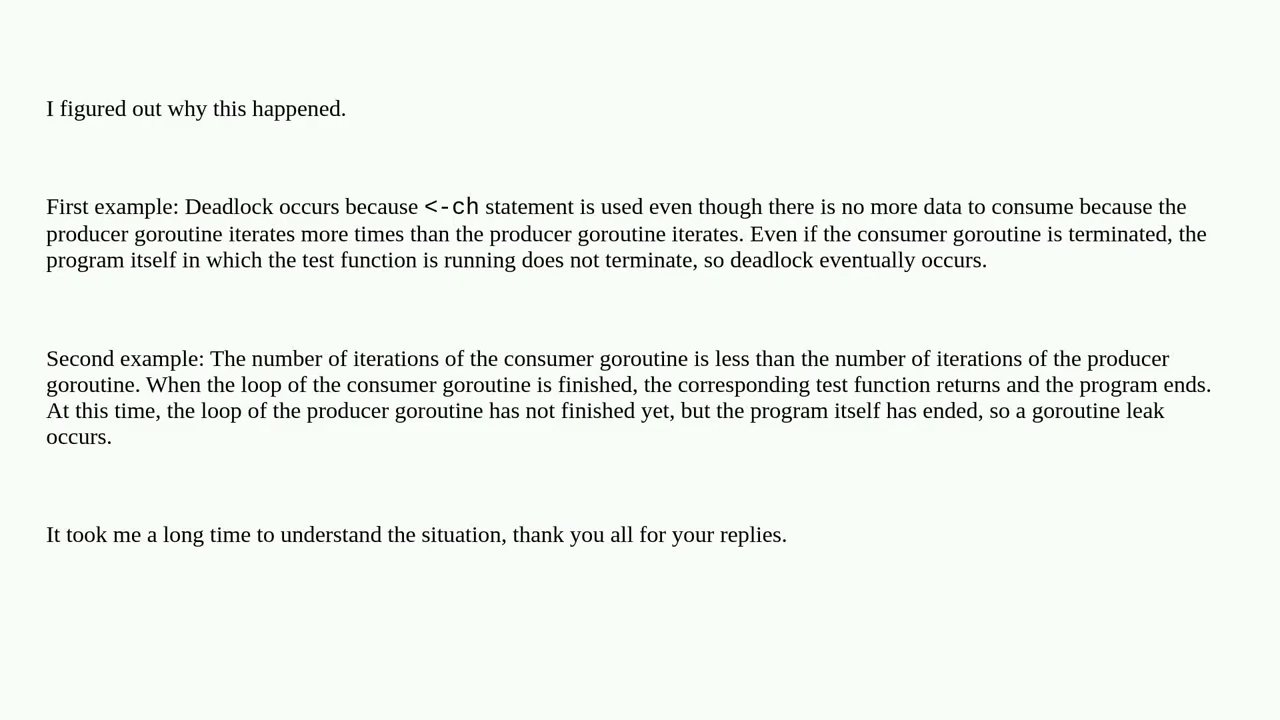 I figured out why this happened.
First example: Deadlock occurs because <-ch statement is used even though there is no more data to consume because the
producer goroutine iterates more times than the producer goroutine iterates. Even if the consumer goroutine is terminated, the
program itself in which the test function is running does not terminate, so deadlock eventually occurs.
Second example: The number of iterations of the consumer goroutine is less than the number of iterations of the producer
goroutine. When the loop of the consumer goroutine is finished, the corresponding test function returns and the program ends.
At this time, the loop of the producer goroutine has not finished yet, but the program itself has ended, so a goroutine leak
occurs.
It took me a long time to understand the situation, thank you all for your replies.